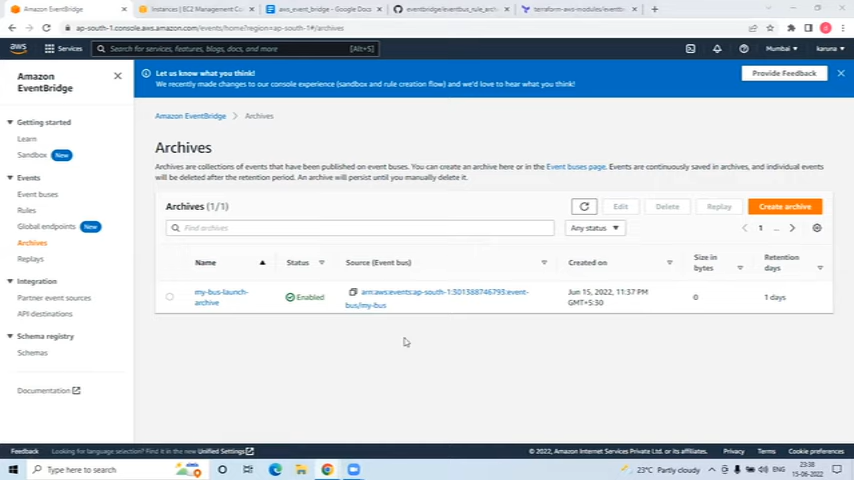 Amazon EventBridge
Instances | EC2 Management Co
aws_event_bridge - Google Docs
eventbridge/eventbus_rule_arch
terraform-aws-modules/eventb
ap-south-1.console.aws.amazon.com/events/home?region=ap-south-1#/archives
aws
Services
Search for services, features, blogs, docs, and more
[Alt+S]
Mumbai
karuna
Amazon
EventBridge
Getting started
Learn
Sandbox
New
Events
Event buses
Rules
Global endpoints
New
Archives
Replays
Integration
Partner event sources
API destinations
Schema registry
Schemas
Documentation
Let us know what you think!
We recently made changes to our console experience (sandbox and rule creation flow) and we'd love to hear what you think!
Provide Feedback
Amazon EventBridge
Archives
Archives
Archives are collections of events that have been published on event buses. You can create an archive here or in the Event buses page. Events are continuously saved in archives, and individual events
will be deleted after the retention period. An archive will persist until you manually delete it.
Archives (1/1)
Edit
Delete
Replay
Create archive
Find archives
Any status
1
...
Name
Status
Source (Event bus)
Created on
Size in
bytes
Retention
days
my-bus-launch-
archive
Enabled
arn:aws:events:ap-south-1:301388746793:event-
bus/my-bus
Jun 15, 2022, 11:37 PM
GMT+5:30
0
1 days
Feedback
Looking for language selection? Find it in the new Unified Settings
© 2022, Amazon Internet Services Private Ltd. or its affiliates.
Privacy
Terms
Cookie preferences
Type here to search
23°C Partly cloudy
ENG
23:38
15-06-2022